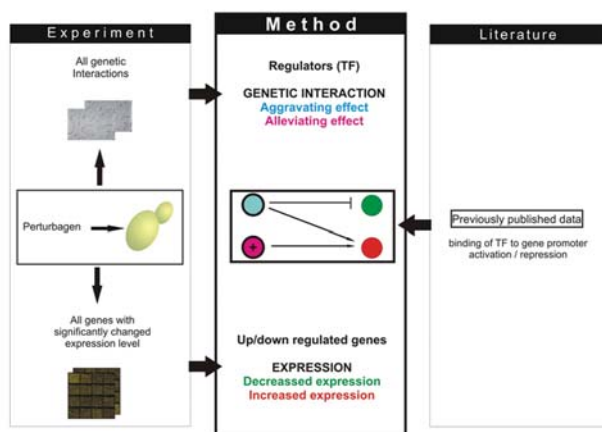 Experiment
All genetic
Interactions
Perturbagen
All genes with
significantly changed
expression level
Method
Regulators (TF)
GENETIC INTERACTION
Aggravating effect
Alleviating effect
+
Up/down regulated genes
EXPRESSION
Decreassed expression
Increased expression
Literature
Previously published data
binding of TF to gene promoter
activation / repression